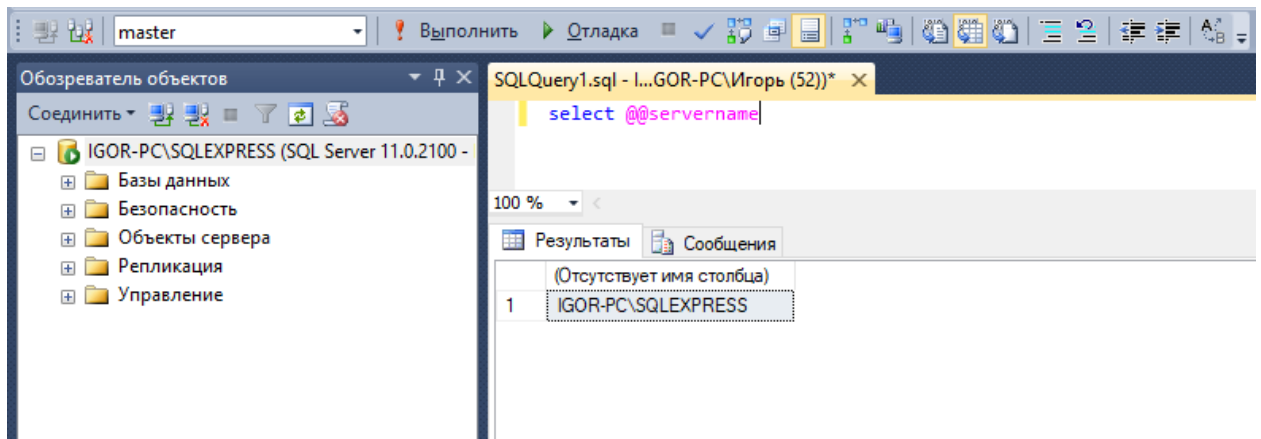 master Выполнить Отладка
Обозреватель объектов
Соединить
IGOR-PC\SQLEXPRESS (SQL Server 11.0.2100 -
Базы данных
Безопасность
Объекты сервера
Репликация
Управление
SQLQuery1.sql - I...GOR-PC\Игорь (52))*
select @@servername
100 %
Результаты Сообщения
(Отсутствует имя столбца)
1 IGOR-PC\SQLEXPRESS